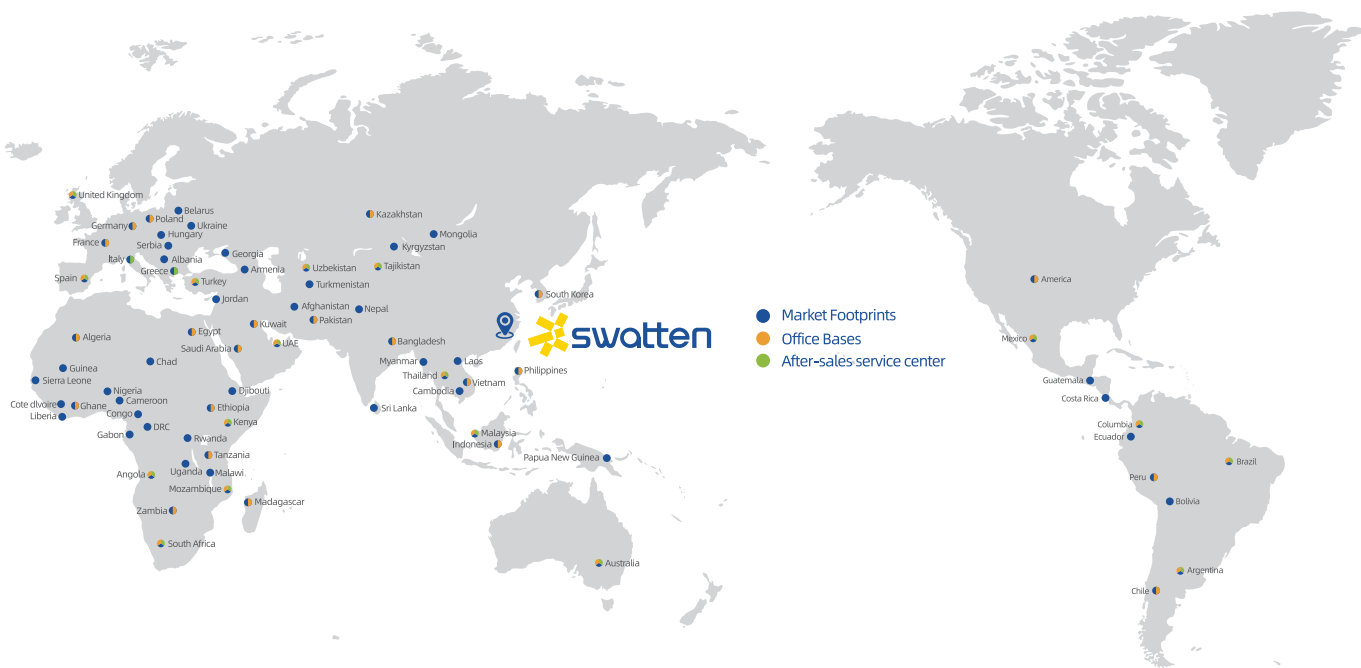 United Kingdom
Belarus
Poland
Germany
Ukraine
Hungary
France
Serbia
Italy
Albania
Greece
Spain
Turkey
Georgia
Armenia
Jordan
Kazakhstan
Mongolia
Kyrgyzstan
Uzbekistan
Tajikistan
Turkmenistan
Afghanistan
Nepal
Pakistan
South Korea
swatten
Algeria
Egypt
Kuwait
Saudi Arabia
UAE
Chad
Guinea
Sierra Leone
Nigeria
Djibouti
Cameroon
Cote dlvoire
Ghane
Ethiopia
Liberia
Congo
Kenya
DRC
Gabon
Rwanda
Tanzania
Uganda
Malawi
Angola
Mozambique
Madagascar
Zambia
South Africa
Bangladesh
Myanmar
Laos
Thailand
Philippines
Vietnam
Cambodia
Sri Lanka
Malaysia
Indonesia
Papua New Guinea
Australia
Market Footprints
Office Bases
After-sales service center
America
Mexico
Guatemala
Costa Rica
Columbia
Ecuador
Brazil
Peru
Bolivia
Argentina
Chile